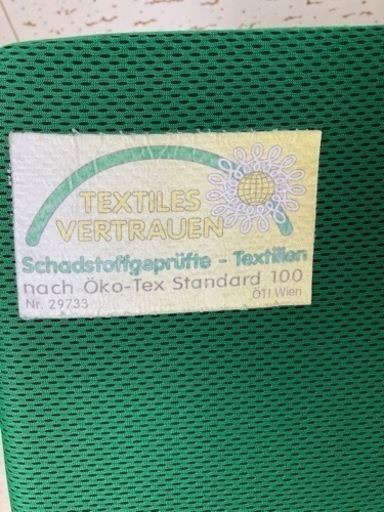 TEXTILES
VERTRAUEN
Schadstoffgeprüfte - Textilien
nach Öko-Tex Standard 100
Nr. 29733 ÖTI Wien